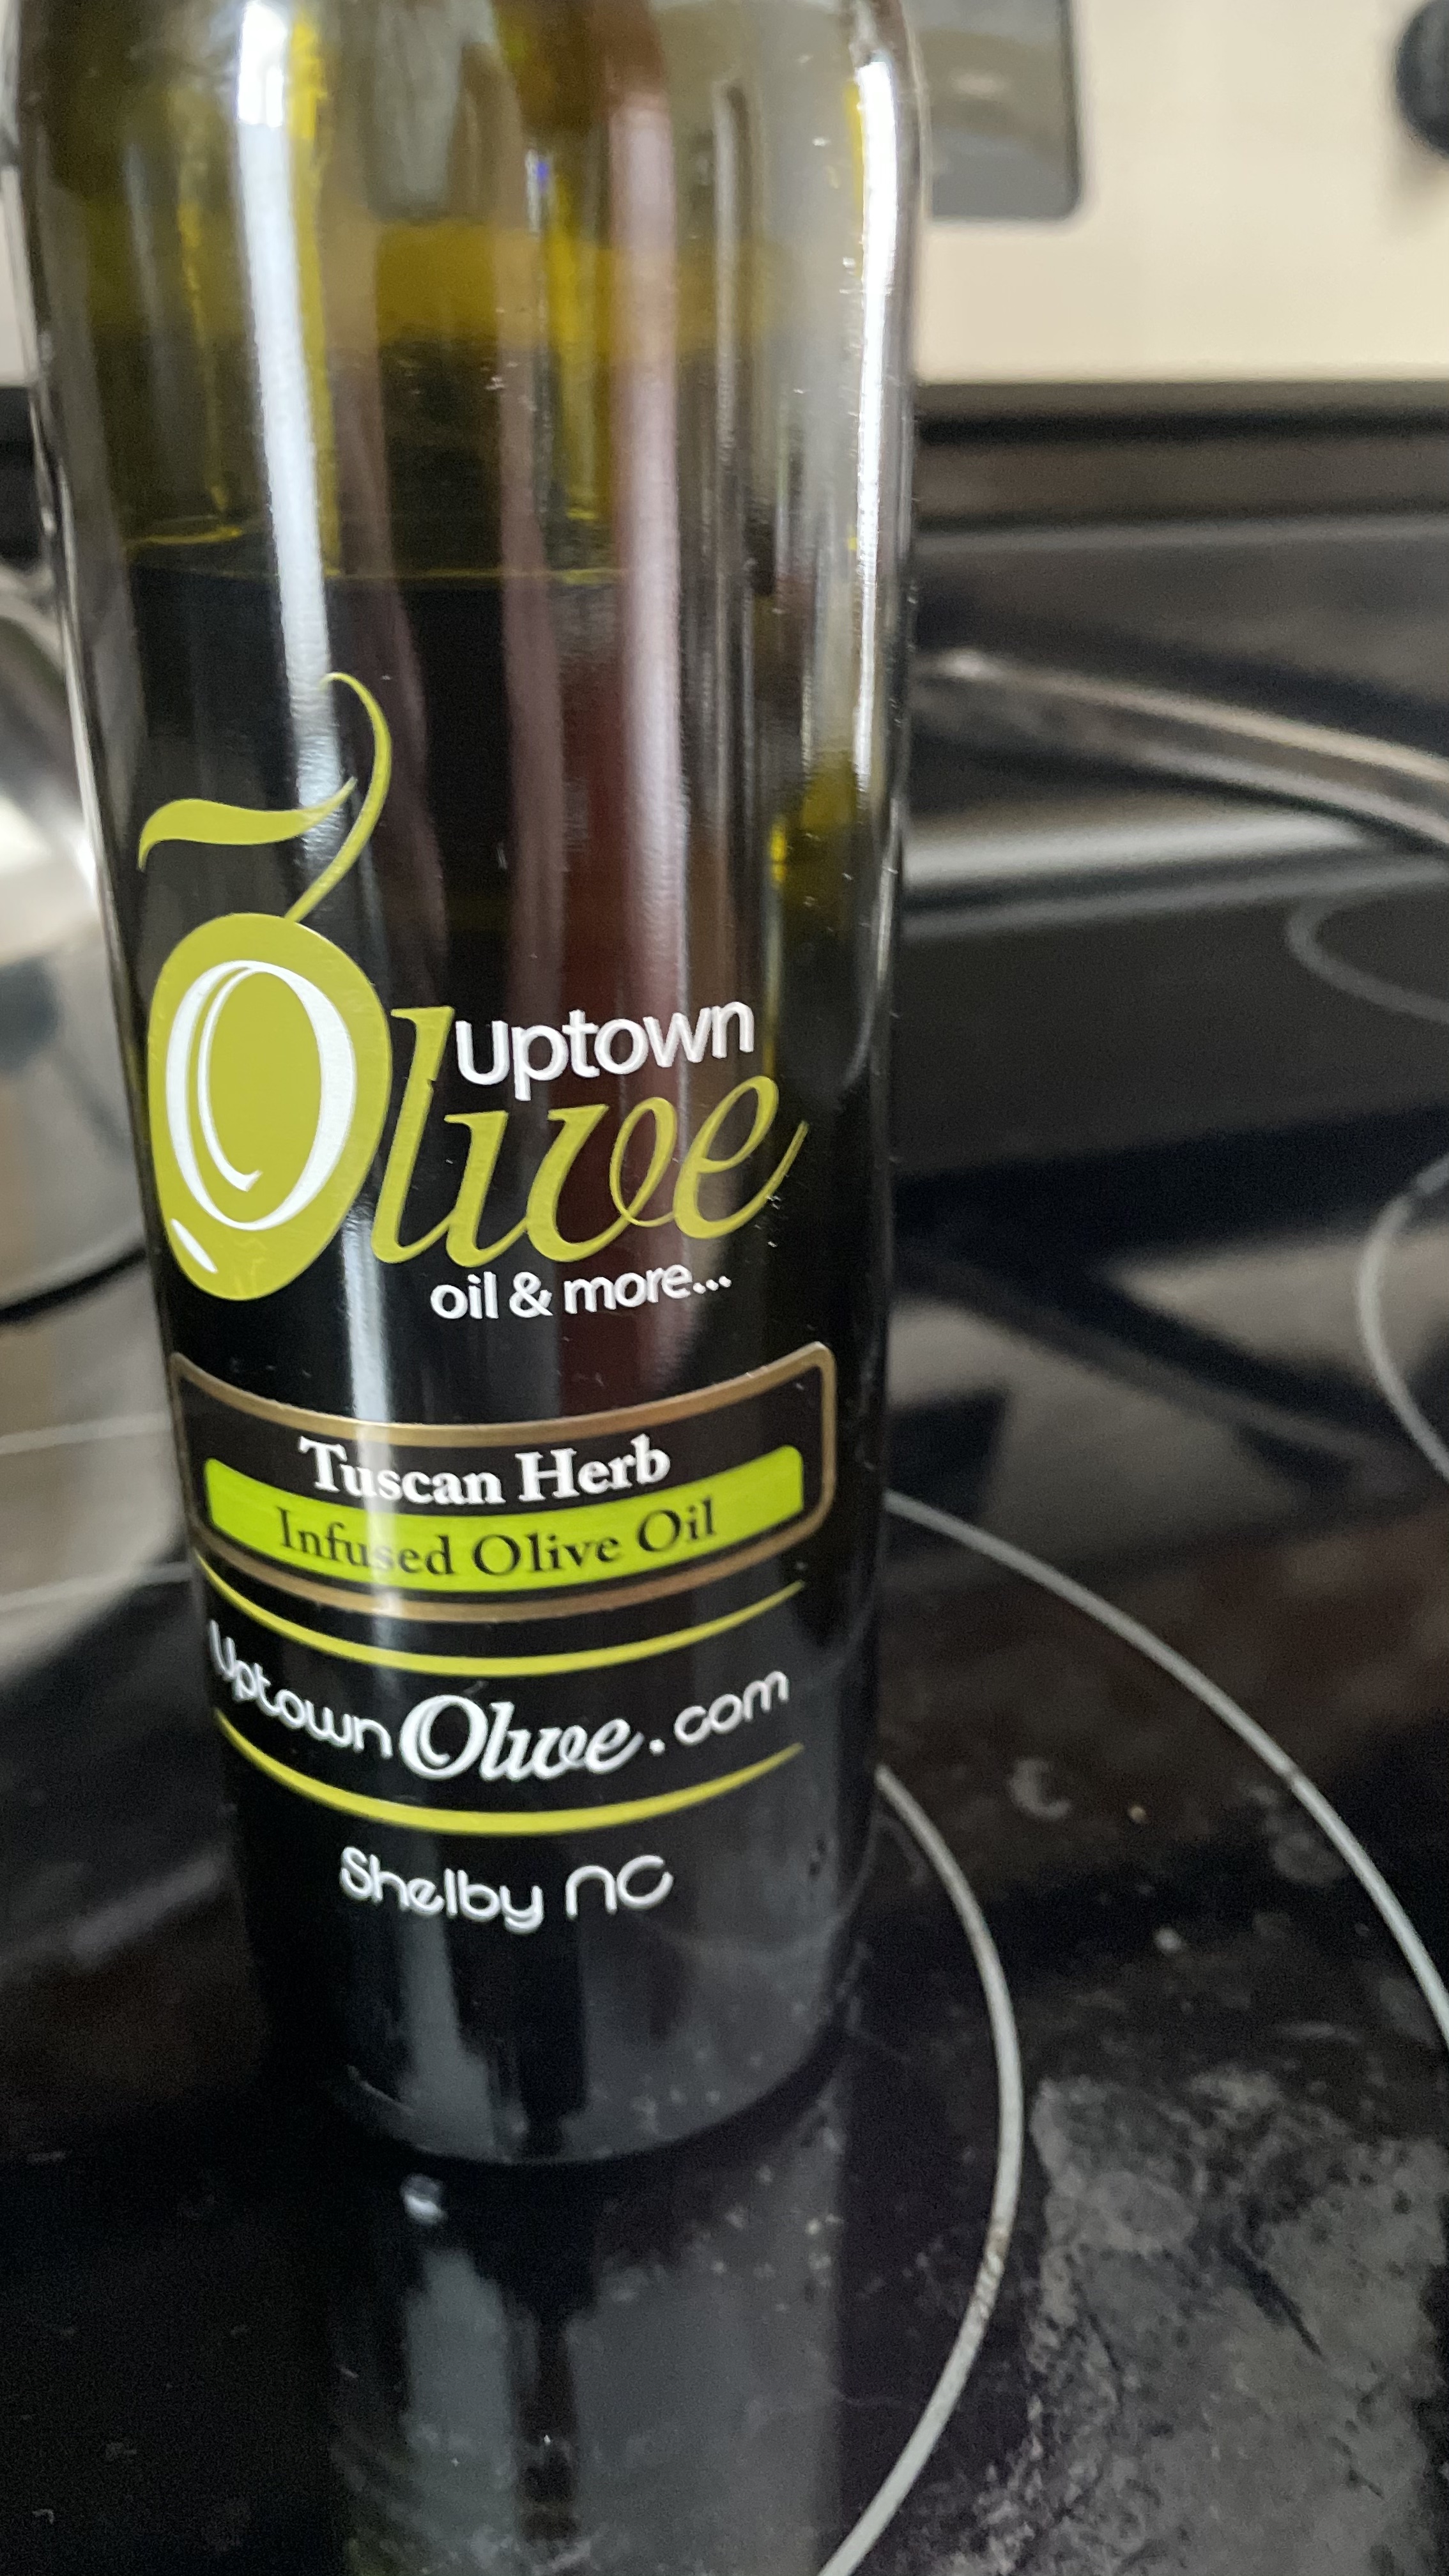 Uptown
Olive
oil & more...
Tuscan Herb
Infused Olive Oil
UptownOlive.com
Shelby NC